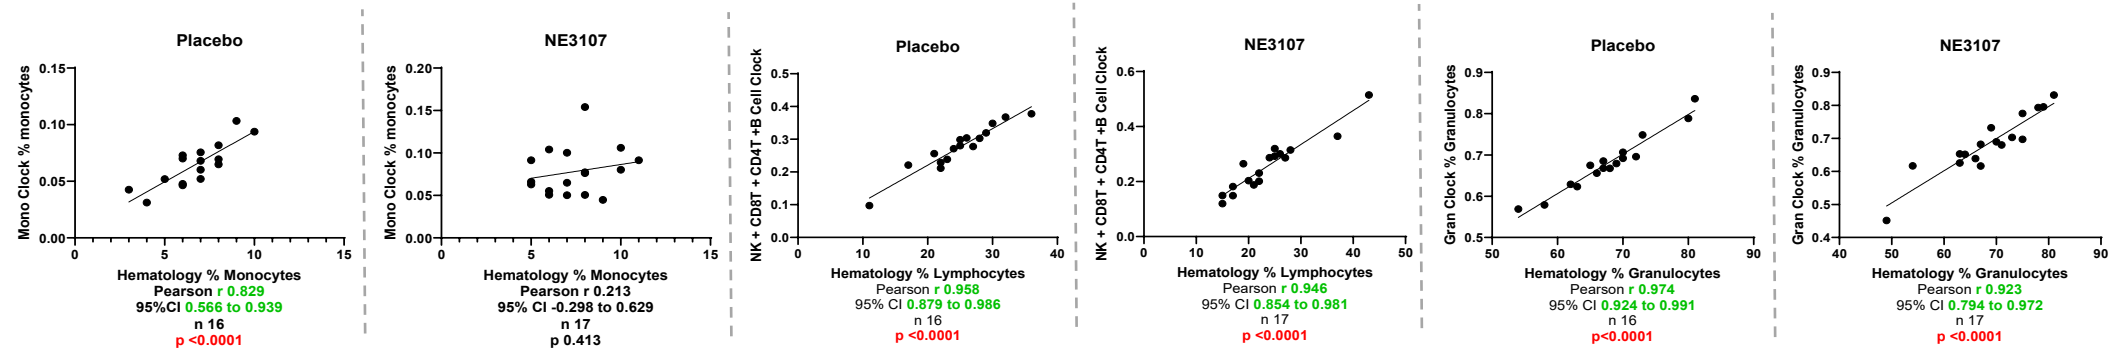 Placebo
Mono Clock % monocytes
0.15
0.10
0.05
0.00
0
5
10
15
Hematology % Monocytes
Pearson r 0.829
95%CI 0.566 to 0.939
n 16
p <0.0001
NE3107
Mono Clock % monocytes
0.20
0.15
0.10
0.05
0.00
0
5
10
15
Hematology % Monocytes
Pearson r 0.213
95% CI -0.298 to 0.629
n 17
p 0.413
Placebo
NK + CD8T + CD4T +B Cell Clock
0.5
0.4
0.3
0.2
0.1
0.0
0
10
20
30
40
Hematology % Lymphocytes
Pearson r 0.958
95% CI 0.879 to 0.986
n 16
p <0.0001
NE3107
NK + CD8T + CD4T +B Cell Clock
0.6
0.4
0.2
0.0
0
10
20
30
40
50
Hematology % Lymphocytes
Pearson r 0.946
95% CI 0.854 to 0.981
n 17
p <0.0001
Placebo
Gran Clock % Granulocytes
0.9
0.8
0.7
0.6
0.5
50
60
70
80
90
Hematology % Granulocytes
Pearson r 0.974
95% CI 0.924 to 0.991
n 16
p<0.0001
NE3107
Gran Clock % Granulocytes
0.9
0.8
0.7
0.6
0.5
0.4
40
50
60
70
80
90
Hematology % Granulocytes
Pearson r 0.923
95% CI 0.794 to 0.972
n 17
p <0.0001